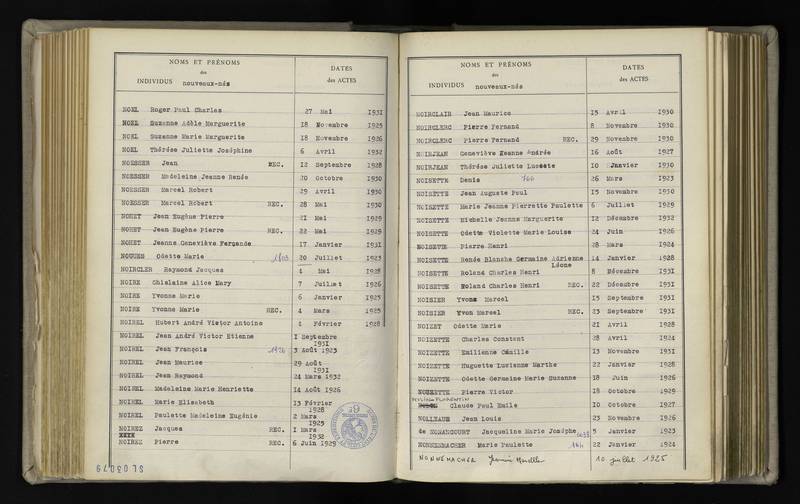 NOMS ET PRÉNOMS
DATES
des
INDIVIDUS nouveaux-nés
des ACTES
NOEL Roger Paul Charles 27 Mai 1931
NOEL Suzanne Adèle Marguerite 18 Novembre 1925
NOEL Suzanne Marie Marguerite 18 Novembre 1926
NOEL Thérèse Juliette Joséphine 6 Avril 1932
NOESSER Jean REC. 12 Septembre 1928
NOESSER Madeleine Jeanne Renée 20 Octobre 1930
NOESSER Marcel Robert 29 Avril 1930
NOESSER Marcel Robert REC. 28 Mai 1930
NOHET Jean Eugène Pierre 21 Mai 1929
NOHET Jean Eugène Pierre REC. 22 Mai 1929
NOHET Jeanne Geneviève Fernande 17 Janvier 1931
NOUGUES Odette Marie 20 Juillet 1923
NOIRCLER Raymond Jacques 4 Mai 1928
NOIRE Ghislaine Alice Mary 7 Juillet 1926
NOIRE Yvonne Marie 6 Janvier 1925
NOIRE Yvonne Marie REC. 4 Mars 1925
NOIREL Hubert André Victor Antoine 4 Février 1928
NOIREL Jean André Victor Etienne 1 Septembre 1931
NOIREL Jean François 1926 3 Août 1923
NOIREL Jean Maurice 29 Août 1931
NOIREL Jean Raymond 24 Mars 1932
NOIREL Madeleine Marie Henriette 14 Août 1926
NOIREL Marie Elisabeth 13 Février 1928
NOIREL Paulette Madeleine Eugénie 2 Mars 1925
NOIREZ Jacques REC. 1 Mars 1932
XXXX
NOIREZ Pierre REC. 6 Juin 1929
NOMS ET PRÉNOMS
DATES
des
INDIVIDUS nouveaux-nés
des ACTES
NOIRCLAIR Jean Maurice 15 Avril 1930
NOIRCLERC Pierre Fernand 8 Novembre 1930
NOIRCLERC Pierre Fernand REC. 29 Novembre 1930
NOIRJEAN Geneviève Jeanne Andrée 16 Août 1927
NOIRJEAN Thérèse Juliette Lucette 10 Janvier 1930
NOISETTE Denis 766 26 Mars 1923
NOISETTE Jean Auguste Paul 15 Novembre 1930
NOISETTE Marie Jeanne Pierrette Paulette 6 Juillet 1929
NOISETTE Michelle Jeanne Marguerite 12 Décembre 1932
NOISETTE Odette Violette Marie Louise 24 Juin 1926
NOISETTE Pierre Henri 28 Mars 1924
NOISETTE Renée Blanche Germaine Adrienne Léone 14 Janvier 1928
NOISETTE Roland Charles Henri 8 Décembre 1931
NOISETTE Roland Charles Henri REC. 22 Décembre 1931
NOISIER Yvon Marcel 15 Septembre 1931
NOISIER Yvon Marcel REC. 23 Septembre 1931
NOIZET Odette Marie 21 Avril 1928
NOIZETTE Charles Constant 28 Avril 1924
NOIZETTE Emilienne Camille 13 Novembre 1931
NOIZETTE Huguette Lucienne Marthe 22 Janvier 1928
NOIZETTE Odette Germaine Marie Suzanne 18 Juin 1926
NOIZETTE Pierre Victor 18 Octobre 1929
Claude Paul Emile 10 Octobre 1927
NOLLEAUX Jean Louis 23 Novembre 1926
de NONANCOURT Jacqueline Marie Josèphe 5 Janvier 1923
NONNENMACHER Marie Paulette 164 22 Janvier 1924
NONNEMACHER 10 juillet 1925